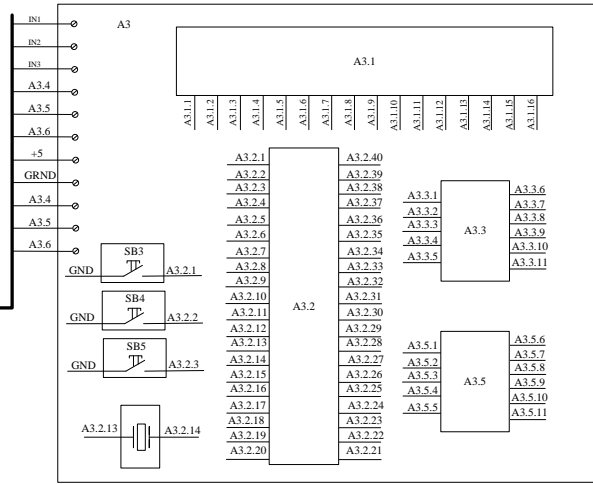 IN1
IN2
IN3
A3.4
A3.5
A3.6
+5
GRND
A3.4
A3.5
A3.6
A3
A3.1
A3.1.1
A3.1.2
A3.1.3
A3.1.4
A3.1.5
A3.1.6
A3.1.7
A3.1.8
A3.1.9
A3.1.10
A3.1.11
A3.1.12
A3.1.13
A3.1.14
A3.1.15
A3.1.16
SB3
GND
A3.2.1
SB4
GND
A3.2.2
SB5
GND
A3.2.3
A3.2.13
A3.2.14
A3.2.1
A3.2.2
A3.2.3
A3.2.4
A3.2.5
A3.2.6
A3.2.7
A3.2.8
A3.2.9
A3.2.10
A3.2.11
A3.2.12
A3.2.13
A3.2.14
A3.2.15
A3.2.16
A3.2.17
A3.2.18
A3.2.19
A3.2.20
A3.2
A3.2.40
A3.2.39
A3.2.38
A3.2.37
A3.2.36
A3.2.35
A3.2.34
A3.2.33
A3.2.32
A3.2.31
A3.2.30
A3.2.29
A3.2.28
A3.2.27
A3.2.26
A3.2.25
A3.2.24
A3.2.23
A3.2.22
A3.2.21
A3.3.1
A3.3.2
A3.3.3
A3.3.4
A3.3.5
A3.3
A3.3.6
A3.3.7
A3.3.8
A3.3.9
A3.3.10
A3.3.11
A3.5.1
A3.5.2
A3.5.3
A3.5.4
A3.5.5
A3.5
A3.5.6
A3.5.7
A3.5.8
A3.5.9
A3.5.10
A3.5.11